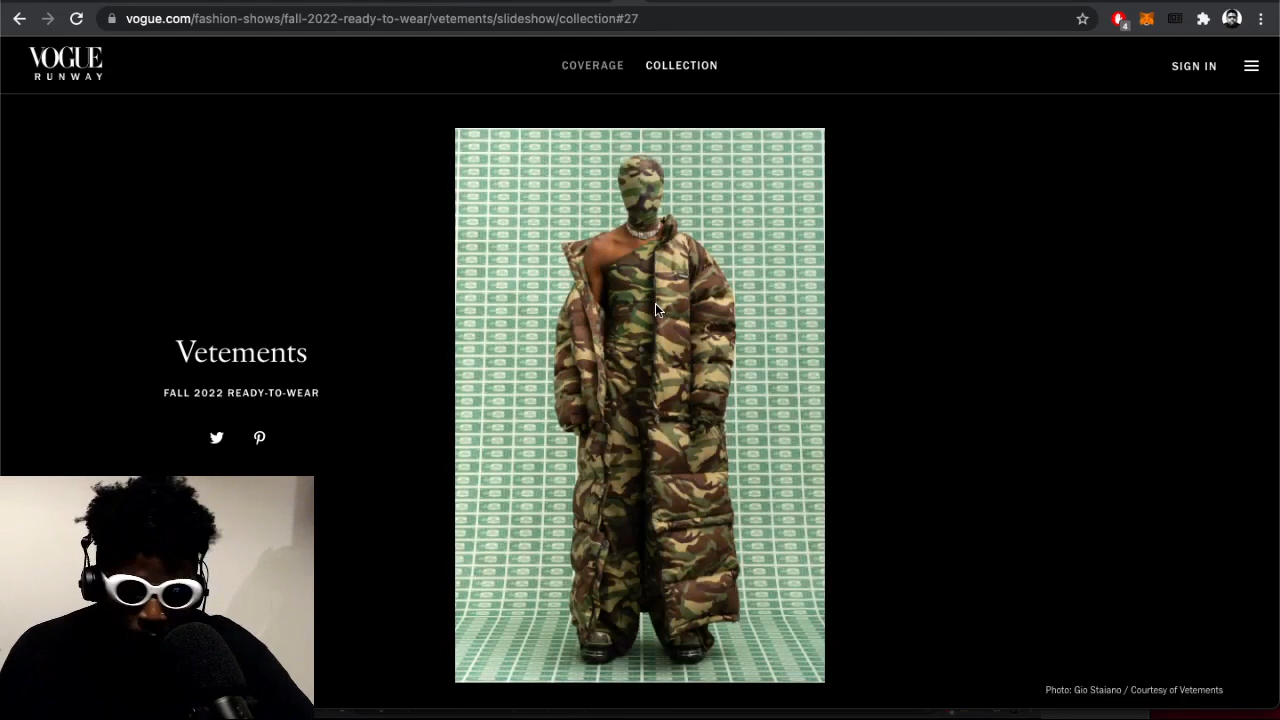 vogue.com/fashion-shows/fall-2022-ready-to-wear/vetements/slideshow/collection#27
4
VOGUE
RUNWAY
COVERAGE
COLLECTION
SIGN IN
Vetements
FALL 2022 READY-TO-WEAR
Photo: Gio Staiano / Courtesy of Vetements